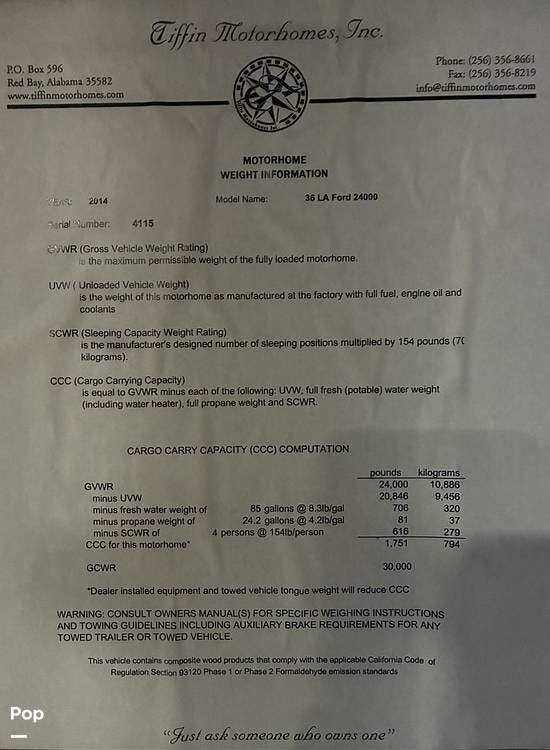 Tiffin Motorhomes, Inc.
P.O. Box 596
Red Bay, Alabama 35582
www.tiffinmotorhomes.com
Phone: (256) 356-8661
Fax: (256) 356-8219
info@tiffinmotorhomes.com
MOTORHOME
WEIGHT INFORMATION
2014 Model Name: 36 LA Ford 24000
Number: 4115
(Gross Vehicle Weight Rating)
is the maximum permissible weight of the fully loaded motorhome.
UVW ( Unloaded Vehicle Weight)
is the weight of this motorhome as manufactured at the factory with full fuel, engine oil and
coolants
SCWR (Sleeping Capacity Weight Rating)
is the manufacturer's designed number of sleeping positions multiplied by 154 pounds (70
kilograms).
CCC (Cargo Carrying Capacity)
is equal to GVWR minus each of the following: UVW, full fresh (potable) water weight
(including water heater), full propane weight and SCWR.
CARGO CARRY CAPACITY (CCC) COMPUTATION
pounds kilograms
GVWR 24,000 10,886
minus UVW 20,846 9,456
minus fresh water weight of 85 gallons @ 8.3lb/gal 706 320
minus propane weight of 24.2 gallons @ 4.2lb/gal 81 37
minus SCWR of 4 persons @ 154lb/person 616 279
CCC for this motorhome* 1,751 794
GCWR 30,000
*Dealer installed equipment and towed vehicle tongue weight will reduce CCC
WARNING: CONSULT OWNERS MANUAL(S) FOR SPECIFIC WEIGHING INSTRUCTIONS
AND TOWING GUIDELINES INCLUDING AUXILIARY BRAKE REQUIREMENTS FOR ANY
TOWED TRAILER OR TOWED VEHICLE.
This vehicle contains composite wood products that comply with the applicable California Code of
Regulation Section 93120 Phase 1 or Phase 2 Formaldehyde emission standards
Pop
"Just ask someone who owns one"